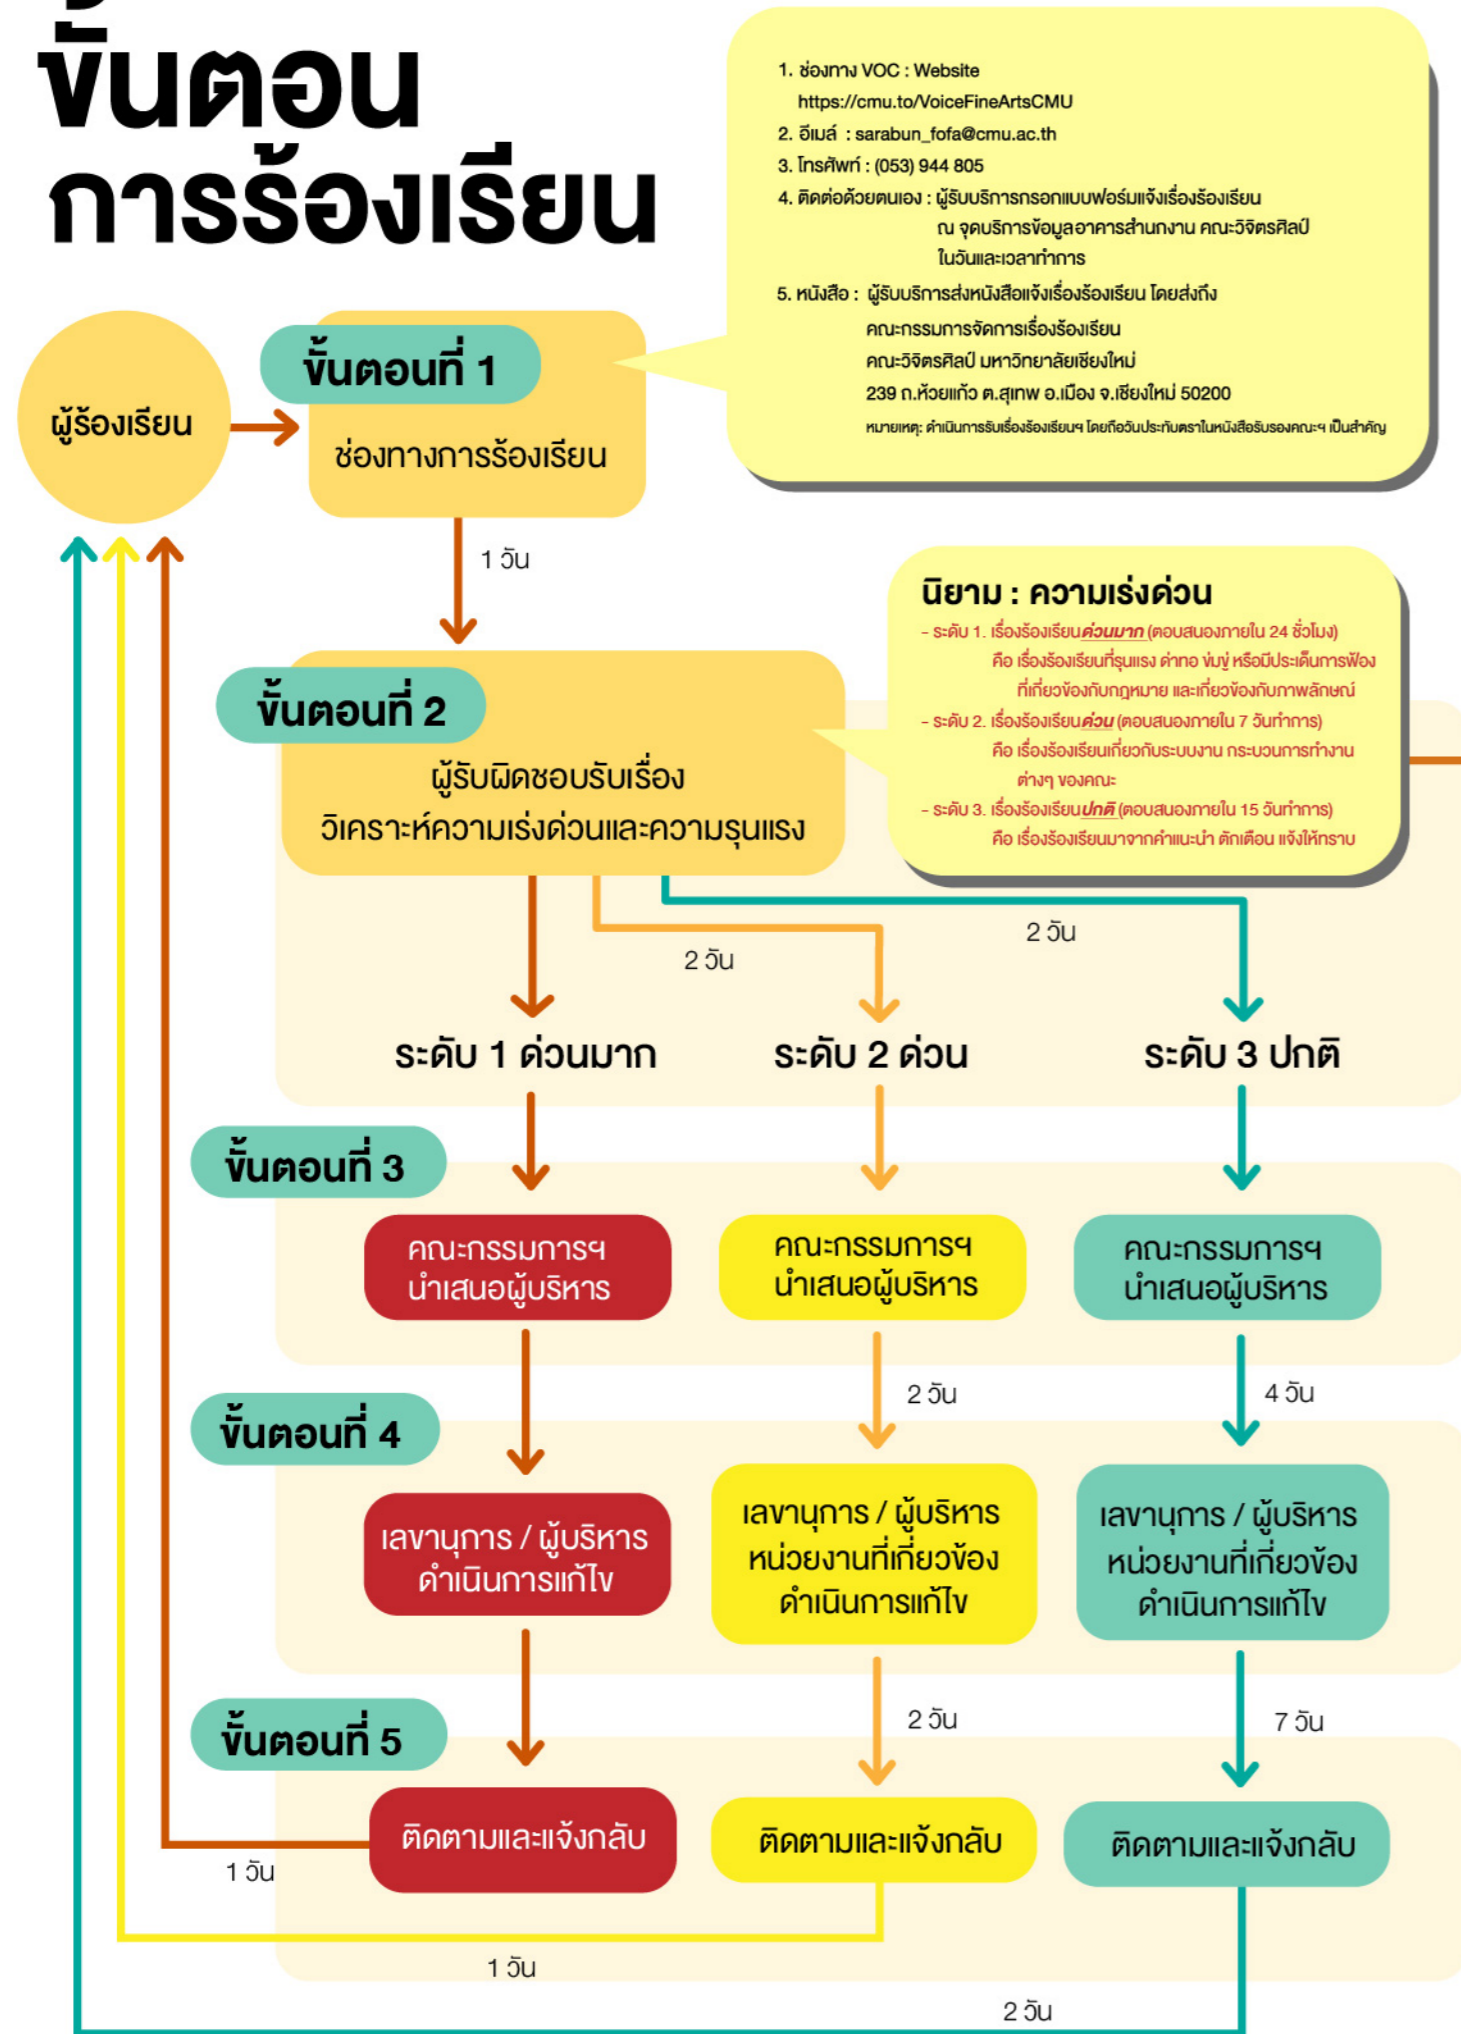 ขั้นตอน
การร้องเรียน
1. ช่องทาง VOC : Website
https://cmu.to/VoiceFineArtsCMU
2. อีเมล์ : sarabun_fofa@cmu.ac.th
3. โทรศัพท์ : (053) 944 805
4. ติดต่อด้วยตนเอง : ผู้รับบริการกรอกแบบฟอร์มแจ้งเรื่องร้องเรียน
ณ จุดบริการข้อมูลอาคารสำนกงาน คณะวิจิตรศิลป์
ในวันและเวลาทำการ
5. หนังสือ : ผู้รับบริการส่งหนังสือแจ้งเรื่องร้องเรียน โดยส่งถึง
คณะกรรมการจัดการเรื่องร้องเรียน
คณะวิจิตรศิลป์ มหาวิทยาลัยเชียงใหม่
239 ถ.ห้วยแก้ว ต.สุเทพ อ.เมือง จ.เชียงใหม่ 50200
หมายเหตุ: ดำเนินการรับเรื่องร้องเรียนฯ โดยถือวันประทับตราในหนังสือรับรองคณะฯ เป็นสำคัญ
ผู้ร้องเรียน
ขั้นตอนที่ 1
ช่องทางการร้องเรียน
1 วัน
นิยาม : ความเร่งด่วน
- ระดับ 1. เรื่องร้องเรียนด่วนมาก (ตอบสนองภายใน 24 ชั่วโมง)
คือ เรื่องร้องเรียนที่รุนแรง ด่าทอ ข่มขู่ หรือมีประเด็นการฟ้อง
ที่เกี่ยวข้องกับกฎหมาย และเกี่ยวข้องกับภาพลักษณ์
- ระดับ 2. เรื่องร้องเรียนด่วน (ตอบสนองภายใน 7 วันทำการ)
คือ เรื่องร้องเรียนเกี่ยวกับระบบงาน กระบวนการทำงาน
ต่างๆ ของคณะ
- ระดับ 3. เรื่องร้องเรียนปกติ (ตอบสนองภายใน 15 วันทำการ)
คือ เรื่องร้องเรียนมาจากคำแนะนำ ตักเตือน แจ้งให้ทราบ
ขั้นตอนที่ 2
ผู้รับผิดชอบรับเรื่อง
วิเคราะห์ความเร่งด่วนและความรุนแรง
2 วัน
2 วัน
ระดับ 1 ด่วนมาก
ระดับ 2 ด่วน
ระดับ 3 ปกติ
ขั้นตอนที่ 3
คณะกรรมการฯ
นำเสนอผู้บริหาร
คณะกรรมการฯ
นำเสนอผู้บริหาร
คณะกรรมการฯ
นำเสนอผู้บริหาร
2 วัน
4 วัน
ขั้นตอนที่ 4
เลขานุการ / ผู้บริหาร
ดำเนินการแก้ไข
เลขานุการ / ผู้บริหาร
หน่วยงานที่เกี่ยวข้อง
ดำเนินการแก้ไข
เลขานุการ / ผู้บริหาร
หน่วยงานที่เกี่ยวข้อง
ดำเนินการแก้ไข
2 วัน
7 วัน
ขั้นตอนที่ 5
ติดตามและแจ้งกลับ
ติดตามและแจ้งกลับ
ติดตามและแจ้งกลับ
1 วัน
1 วัน
2 วัน